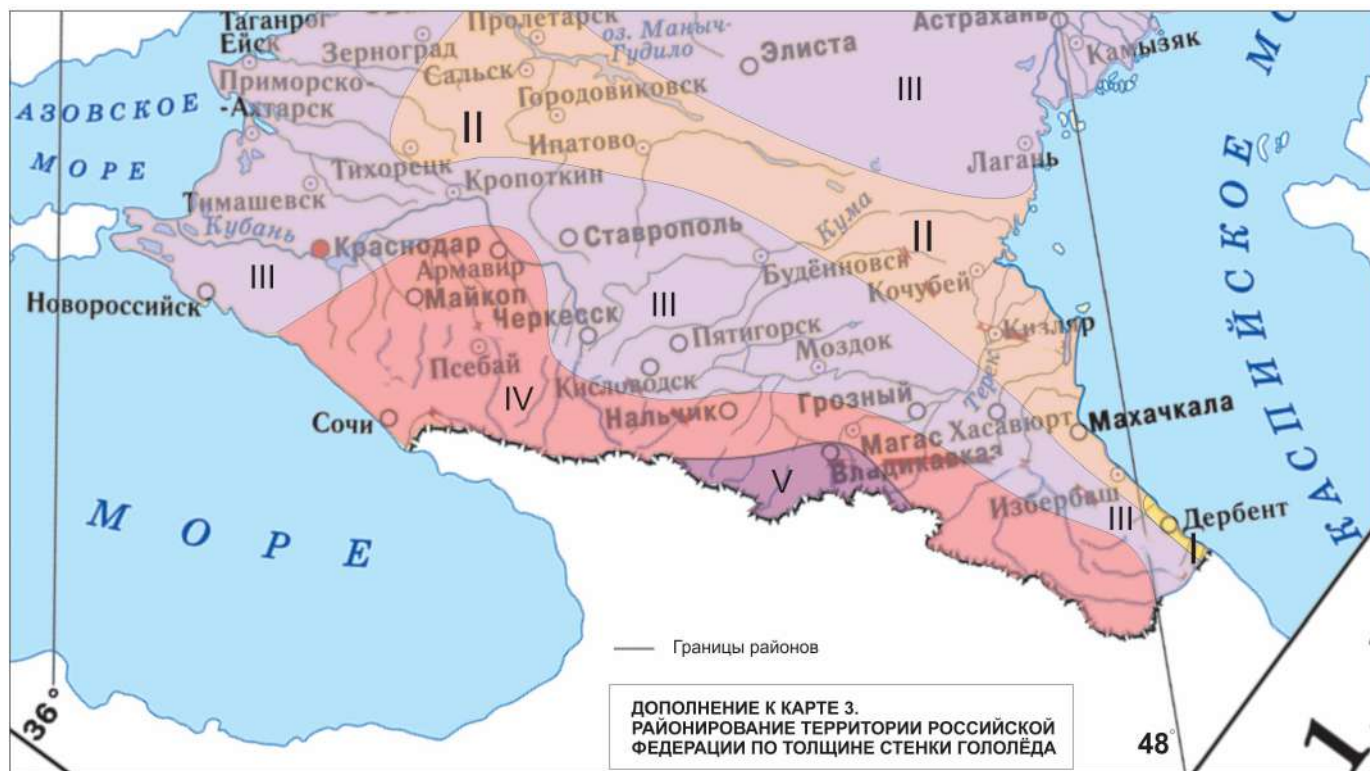 Таганрог
Ейск
Зерноград
Пролетарск
оз. Маныч-
Гудило
Астрахань
Камызяк
Элиста
Сальск
Приморско-
-Ахтарск
Городовиковск
III
АЗОВСКОЕ
МОРЕ
II
Ипатово
Лагань
Тихорецк
Кропоткин
Тимашевск
Кубань
Кума
Ставрополь
II
Краснодар
Армавир
Будённовск
III
Кочубей
Новороссийск
Майкоп
III
Черкесск
Пятигорск
Кизляр
Псебай
Моздок
Терек
Кисловодск
IV
Сочи
Нальчик
Грозный
Махачкала
Хасавюрт
Магас
Владикавказ
V
Избербаш
III
Дербент
I
МОРЕ
КАСПИЙСКОЕ МО
Границы районов
ДОПОЛНЕНИЕ К КАРТЕ 3.
РАЙОНИРОВАНИЕ ТЕРРИТОРИИ РОССИЙСКОЙ
ФЕДЕРАЦИИ ПО ТОЛЩИНЕ СТЕНКИ ГОЛОЛЁДА
36°
48°
1